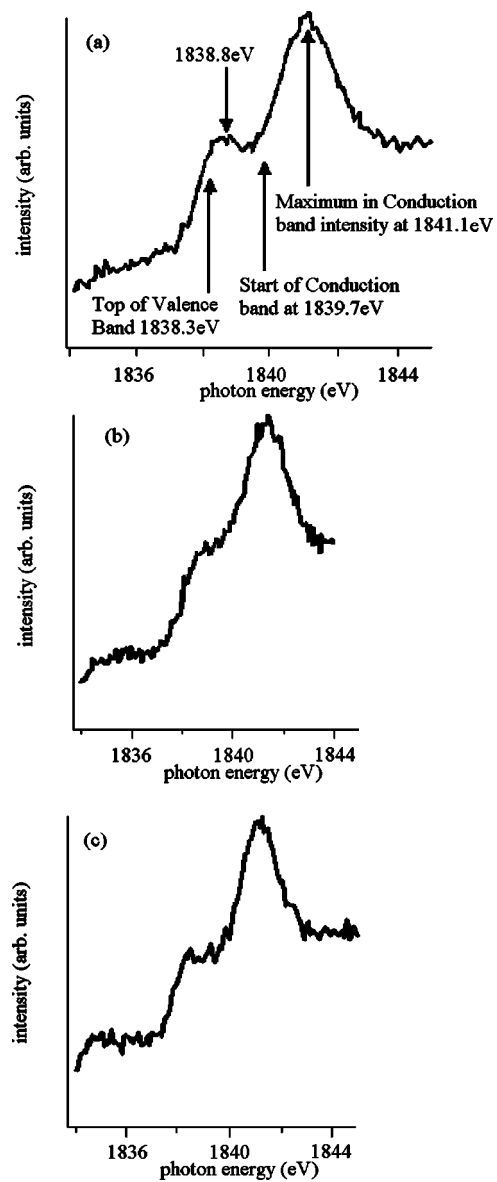 (a)
1838.8eV
Maximum in Conduction
band intensity at 1841.1eV
Top of Valence
Band 1838.3eV
Start of Conduction
band at 1839.7eV
intensity (arb. units)
1836
1840
1844
photon energy (eV)
(b)
intensity (arb. units)
1836
1840
1844
photon energy (eV)
(c)
intensity (arb. units)
1836
1840
1844
photon energy (eV)